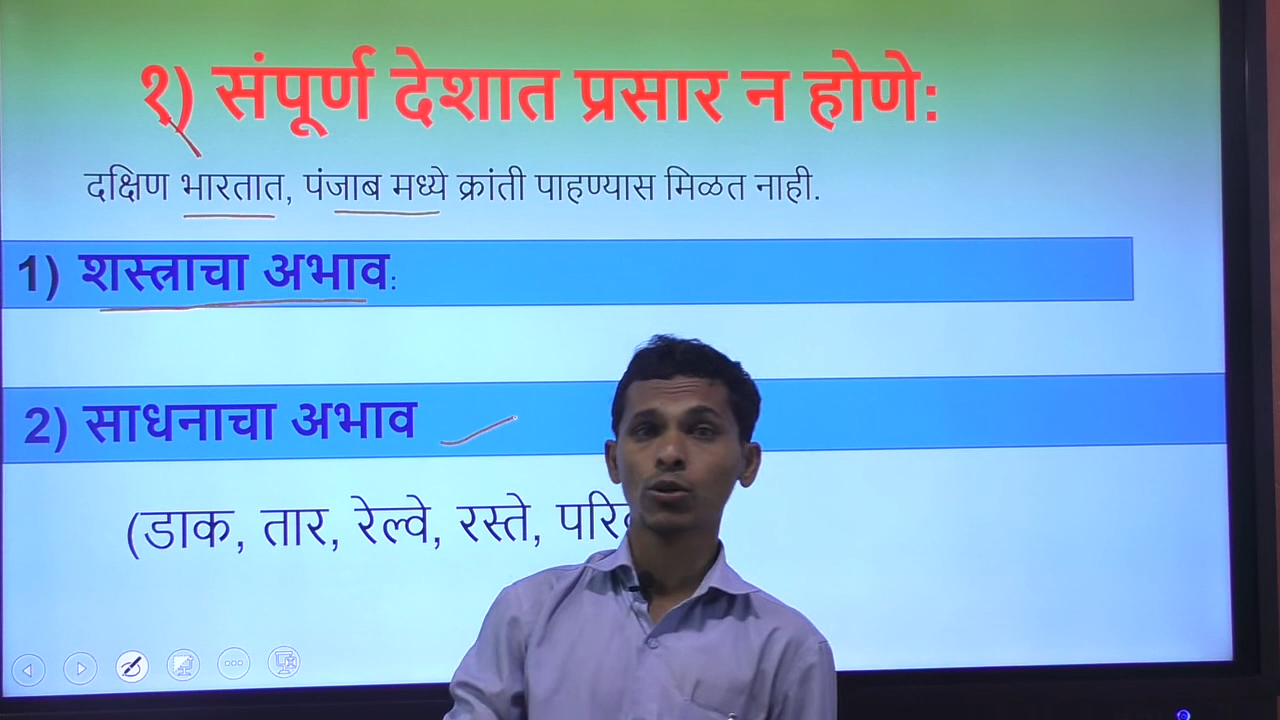 १) संपूर्ण देशात प्रसार न होणे:
दक्षिण भारतात, पंजाब मध्ये क्रांती पाहण्यास मिळत नाही.
1) शस्त्राचा अभाव:
2) साधनाचा अभाव
(डाक, तार, रेल्वे, रस्ते,